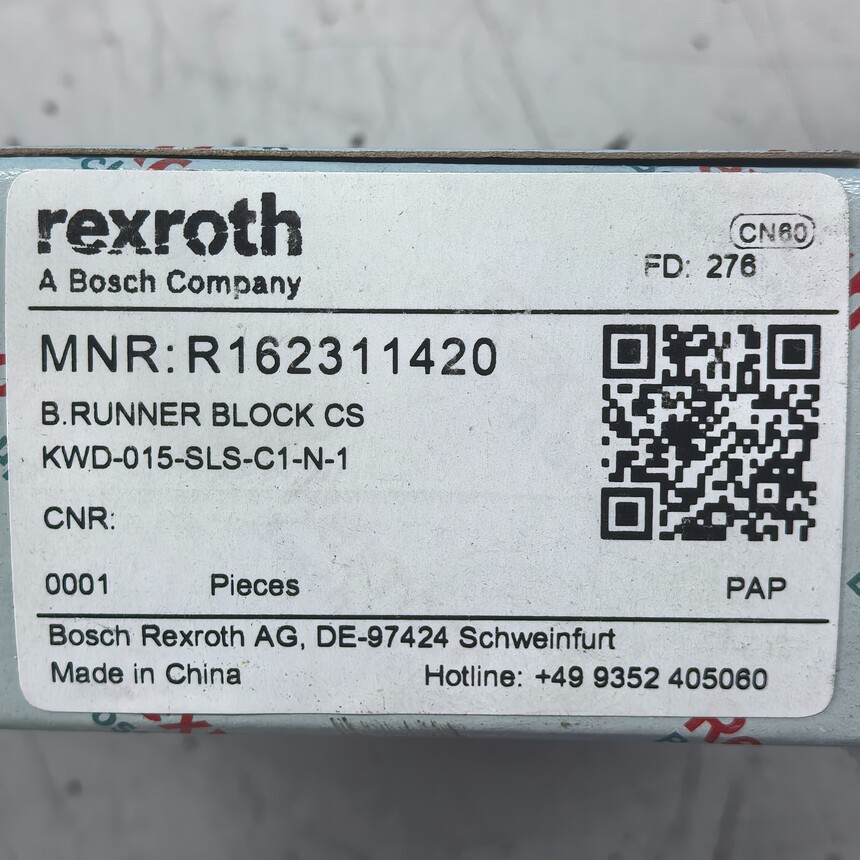 rexroth
A Bosch Company
CN60
FD: 276
MNR: R162311420
B.RUNNER BLOCK CS
KWD-015-SLS-C1-N-1
CNR:
0001 Pieces PAP
Bosch Rexroth AG, DE-97424 Schweinfurt
Made in China Hotline: +49 9352 405060